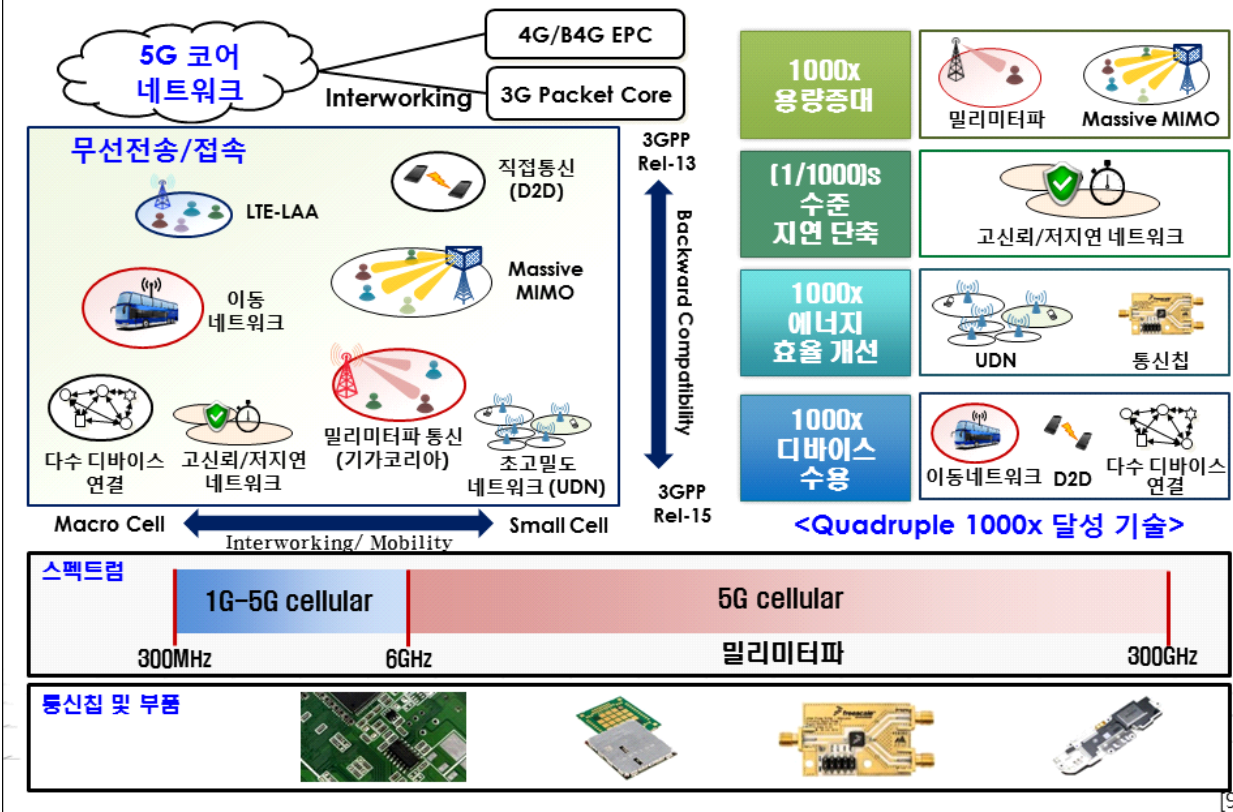 5G 코어
네트워크
Interworking
4G/B4G EPC
3G Packet Core
무선전송/접속
LTE-LAA
직접통신
(D2D)
이동
네트워크
Massive
MIMO
다수 디바이스
연결
고신뢰/저지연
네트워크
밀리미터파 통신
(기가코리아)
초고밀도
네트워크 (UDN)
3GPP
Rel-13
Backward Compatibility
3GPP
Rel-15
Macro Cell
Small Cell
Interworking/ Mobility
1000x
용량증대
밀리미터파
Massive MIMO
(1/1000)s
수준
지연 단축
고신뢰/저지연 네트워크
1000x
에너지
효율 개선
UDN
통신칩
1000x
디바이스
수용
이동네트워크
D2D
다수 디바이스
연결
<Quadruple 1000x 달성 기술>
스펙트럼
1G-5G cellular
5G cellular
300MHz
6GHz
밀리미터파
300GHz
통신칩 및 부품
freescale
[9